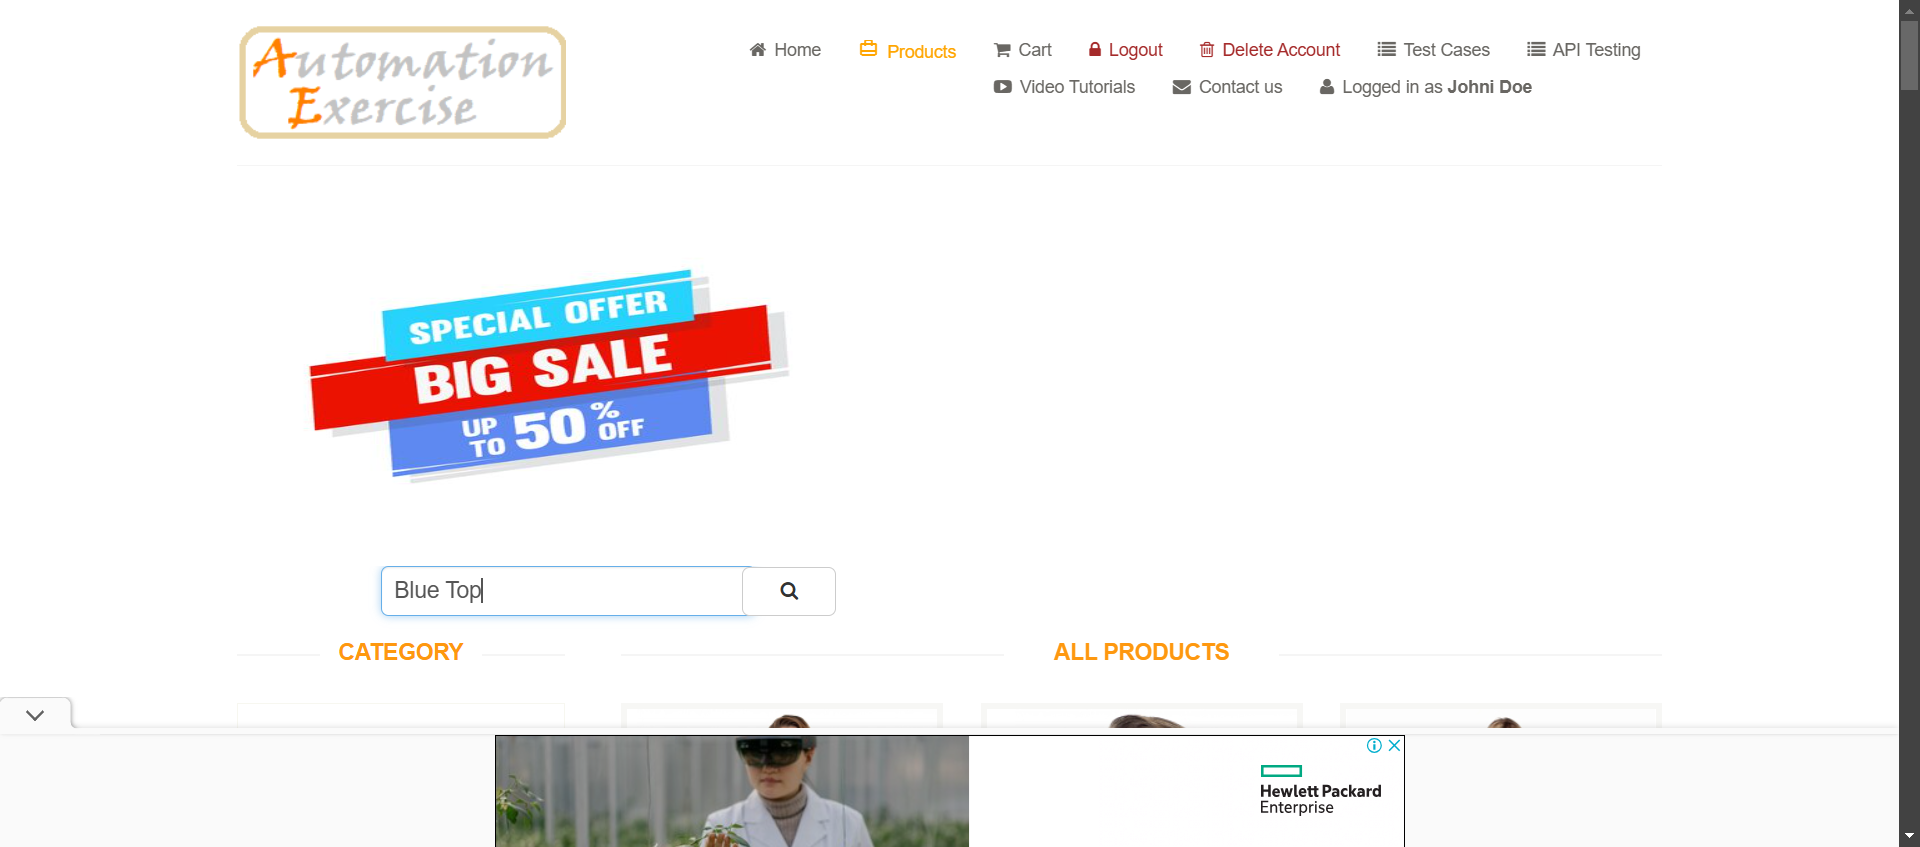 Automation
Exercise
Home
Products
Cart
Logout
Delete Account
Test Cases
API Testing
Video Tutorials
Contact us
Logged in as Johni Doe
SPECIAL OFFER
BIG SALE
UP TO 50% OFF
Blue Top
CATEGORY
ALL PRODUCTS
Hewlett Packard
Enterprise